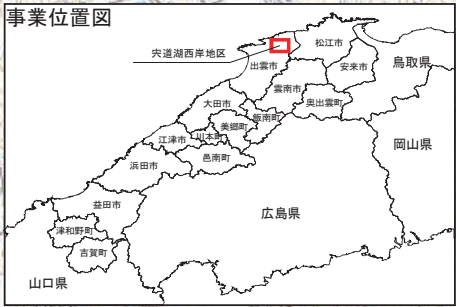 事業位置図
宍道湖西岸地区
松江市
出雲市
安来市
鳥取県
雲南市
奥出雲町
大田市
飯南町
美郷町
川本町
江津市
邑南町
浜田市
岡山県
益田市
広島県
津和野町
吉賀町
山口県